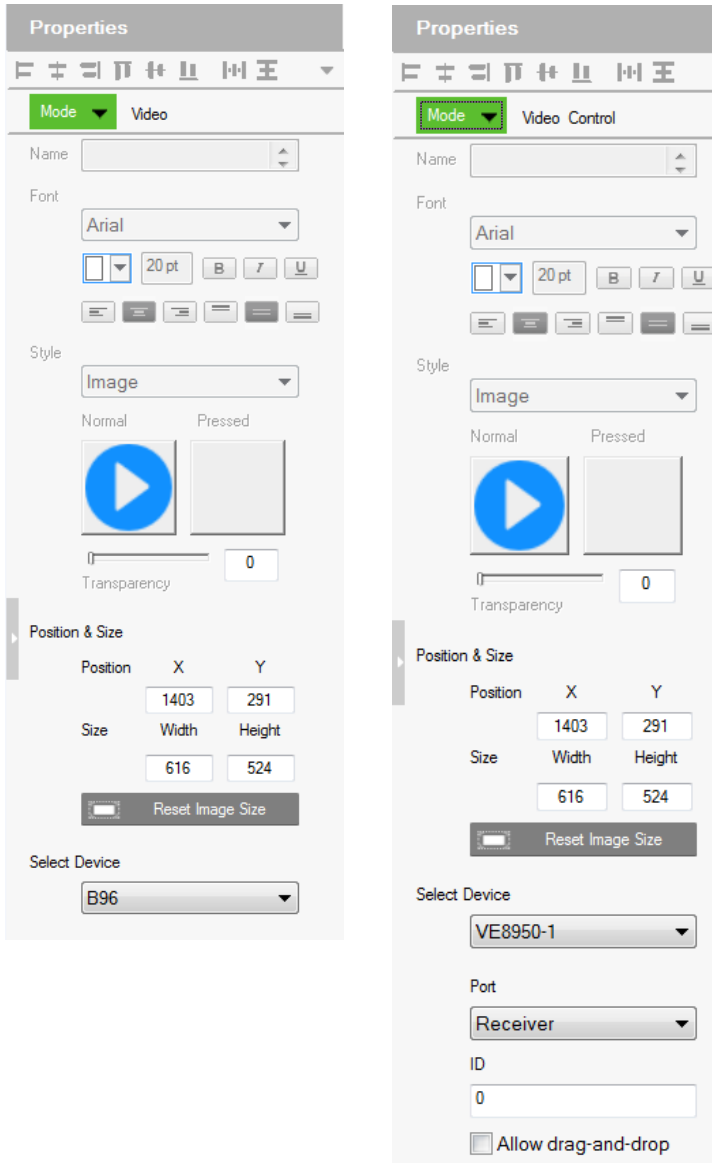 Properties
Mode Video
Name
Font
Arial
20 pt B I U
Style
Image
Normal Pressed
0
Transparency
Position & Size
Position X Y
1403 291
Size Width Height
616 524
Reset Image Size
Select Device
B96
Properties
Mode Video Control
Name
Font
Arial
20 pt B I U
Style
Image
Normal Pressed
0
Transparency
Position & Size
Position X Y
1403 291
Size Width Height
616 524
Reset Image Size
Select Device
VE8950-1
Port
Receiver
ID
0
Allow drag-and-drop